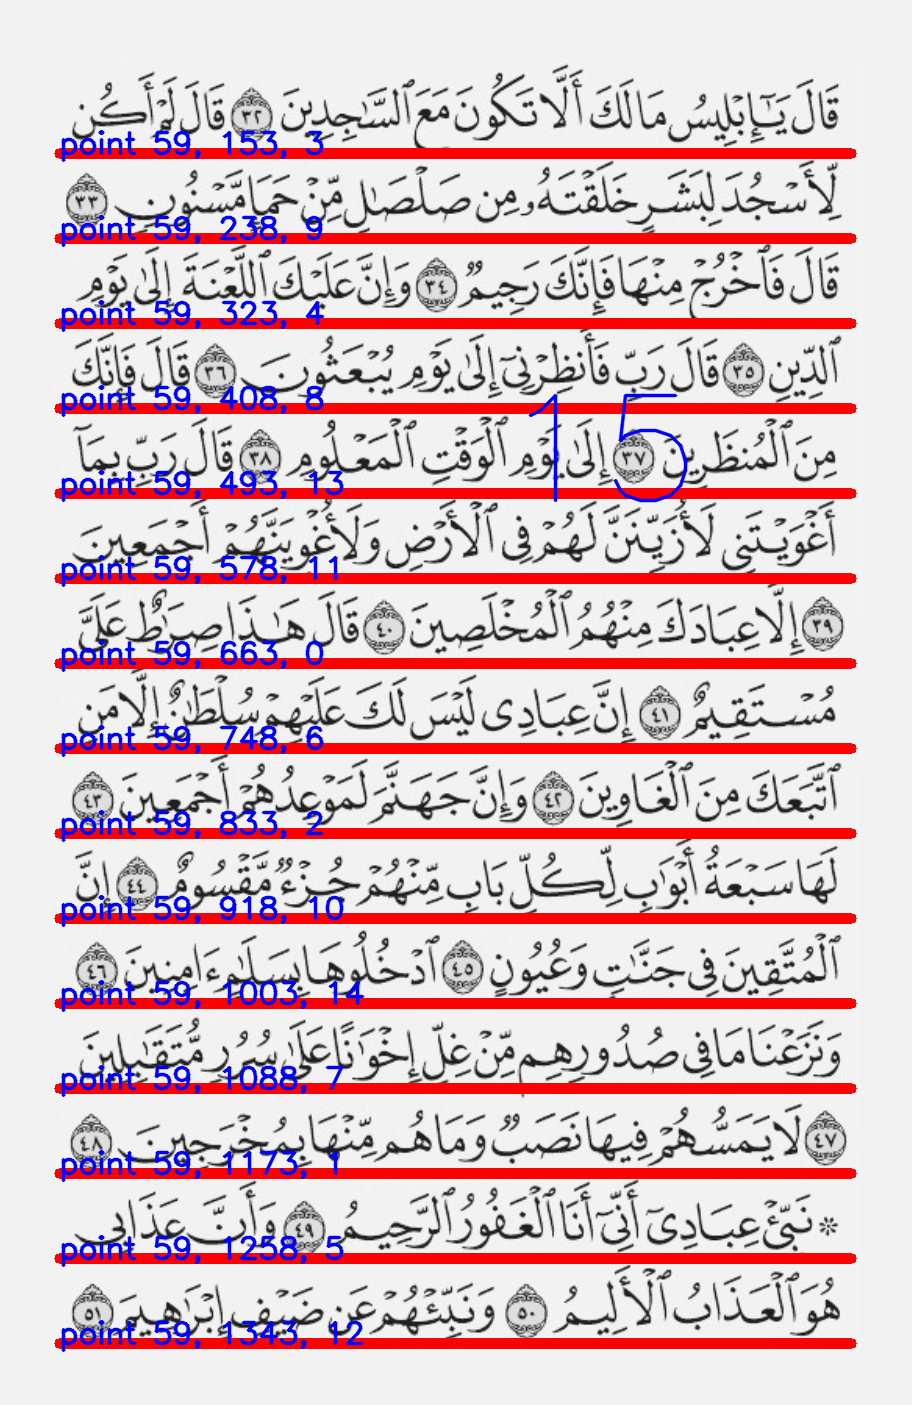 قَالَ يَٰٓإِبْلِيسُ مَا لَكَ أَلَّا تَكُونَ مَعَ ٱلسَّٰجِدِينَ ٣٢ قَالَ لَمْ أَكُن
point 59, 153, 3
لِّأَسْجُدَ لِبَشَرٍ خَلَقْتَهُۥ مِن صَلْصَٰلٍ مِّنْ حَمَإٍ مَّسْنُونٍ ٣٣
point 59, 238, 9
قَالَ فَٱخْرُجْ مِنْهَا فَإِنَّكَ رَجِيمٌ ٣٤ وَإِنَّ عَلَيْكَ ٱللَّعْنَةَ إِلَىٰ يَوْمِ
point 59, 323, 4
ٱلدِّينِ ٣٥ قَالَ رَبِّ فَأَنظِرْنِىٓ إِلَىٰ يَوْمِ يُبْعَثُونَ ٣٦ قَالَ فَإِنَّكَ
point 59, 408, 8
15
مِنَ ٱلْمُنظَرِينَ ٣٧ إِلَىٰ يَوْمِ ٱلْوَقْتِ ٱلْمَعْلُومِ ٣٨ قَالَ رَبِّ بِمَآ
point 59, 493, 13
أَغْوَيْتَنِى لَأُزَيِّنَنَّ لَهُمْ فِى ٱلْأَرْضِ وَلَأُغْوِيَنَّهُمْ أَجْمَعِينَ
point 59, 578, 11
٣٩ إِلَّا عِبَادَكَ مِنْهُمُ ٱلْمُخْلَصِينَ ٤٠ قَالَ هَٰذَا صِرَٰطٌ عَلَىَّ
point 59, 663, 0
مُسْتَقِيمٌ ٤١ إِنَّ عِبَادِى لَيْسَ لَكَ عَلَيْهِمْ سُلْطَٰنٌ إِلَّا مَنِ
point 59, 748, 6
ٱتَّبَعَكَ مِنَ ٱلْغَاوِينَ ٤٢ وَإِنَّ جَهَنَّمَ لَمَوْعِدُهُمْ أَجْمَعِينَ ٤٣
point 59, 833, 2
لَهَا سَبْعَةُ أَبْوَٰبٍ لِّكُلِّ بَابٍ مِّنْهُمْ جُزْءٌ مَّقْسُومٌ ٤٤ إِنَّ
point 59, 918, 10
ٱلْمُتَّقِينَ فِى جَنَّٰتٍ وَعُيُونٍ ٤٥ ٱدْخُلُوهَا بِسَلَٰمٍ ءَامِنِينَ ٤٦
point 59, 1003, 14
وَنَزَعْنَا مَا فِى صُدُورِهِم مِّنْ غِلٍّ إِخْوَٰنًا عَلَىٰ سُرُرٍ مُّتَقَٰبِلِينَ
point 59, 1088, 7
٤٧ لَا يَمَسُّهُمْ فِيهَا نَصَبٌ وَمَا هُم مِّنْهَا بِمُخْرَجِينَ ٤٨
point 59, 1173, 1
۞ نَبِّئْ عِبَادِىٓ أَنِّىٓ أَنَا ٱلْغَفُورُ ٱلرَّحِيمُ ٤٩ وَأَنَّ عَذَابِى
point 59, 1258, 5
هُوَ ٱلْعَذَابُ ٱلْأَلِيمُ ٥٠ وَنَبِّئْهُمْ عَن ضَيْفِ إِبْرَٰهِيمَ ٥١
point 59, 1343, 12